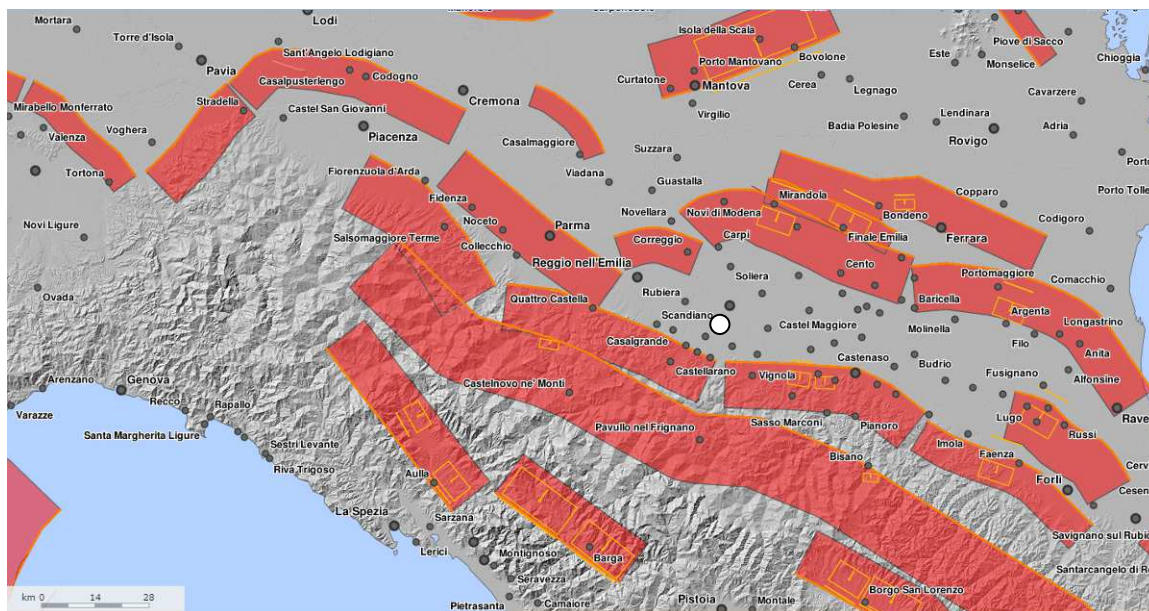 Mortara
Lodi
Torre d'Isola
Sant'Angelo Lodigiano
Pavia
Casalpusterlengo
Codogno
Isola della Scala
Bovolone
Porto Mantovano
Curtatone
Mantova
Cerea
Legnago
Virgilio
Este
Piove di Sacco
Monselice
Chioggia
Cavarzere
Lendinara
Badia Polesine
Rovigo
Adria
Mirabello Monferrato
Stradella
Castel San Giovanni
Cremona
Valenza
Voghera
Piacenza
Casalmaggiore
Suzzara
Tortona
Fiorenzuola d'Arda
Viadana
Guastalla
Porto
Porto Tolle
Fidenza
Noceto
Parma
Novellara
Novi di Modena
Mirandola
Bondeno
Copparo
Codigoro
Novi Ligure
Salsomaggiore Terme
Collecchio
Correggio
Carpi
Finale Emilia
Ferrara
Reggio nell'Emilia
Soliera
Cento
Portomaggiore
Comacchio
Ovada
Quattro Castella
Rubiera
Baricella
Argenta
Scandiano
Castel Maggiore
Molinella
Longastrino
Filo
Casalgrande
Anita
Arenzano
Genova
Castelnovo ne' Monti
Castellarano
Vignola
Castenaso
Budrio
Fusignano
Alfonsine
Varazze
Recco
Rapallo
Santa Margherita Ligure
Sestri Levante
Riva Trigoso
Pavullo nel Frignano
Sasso Marconi
Pianoro
Lugo
Rave
Russi
Imola
Faenza
Bisano
Aulla
Forlì
Cerv
Cesen
La Spezia
Sarzana
Lerici
Montignoso
Barga
Savignano sul Rubic
Seravezza
Santarcangelo di Ro
Pietrasanta
Camaiore
Pistoia
Montale
Borgo San Lorenzo
km 0 14 28